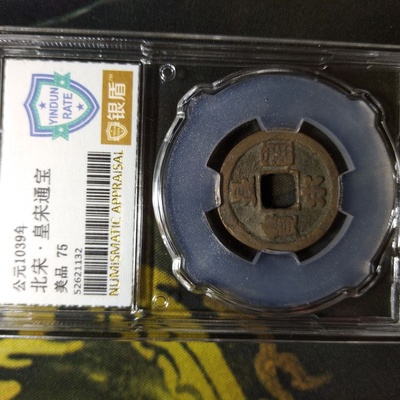 YINDUN
RATE
银盾
TM
NUMISMATIC APPRAISAL
公元1039年
北宋·皇宋通宝
美品 75
52621132